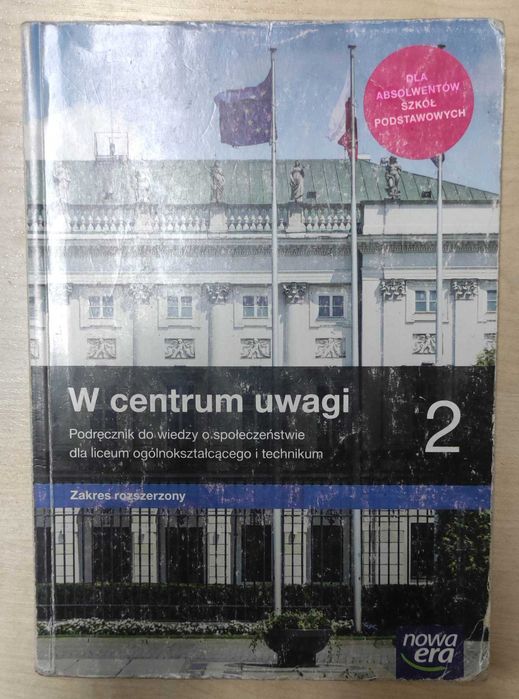 DLA
ABSOLWENTÓW
SZKÓŁ
PODSTAWOWYCH
W centrum uwagi
2
Podręcznik do wiedzy o społeczeństwie
dla liceum ogólnokształcącego i technikum
Zakres rozszerzony
nowa
era